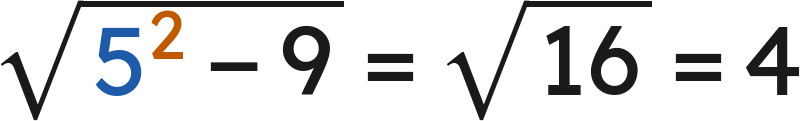 √(5² − 9) = √16 = 4